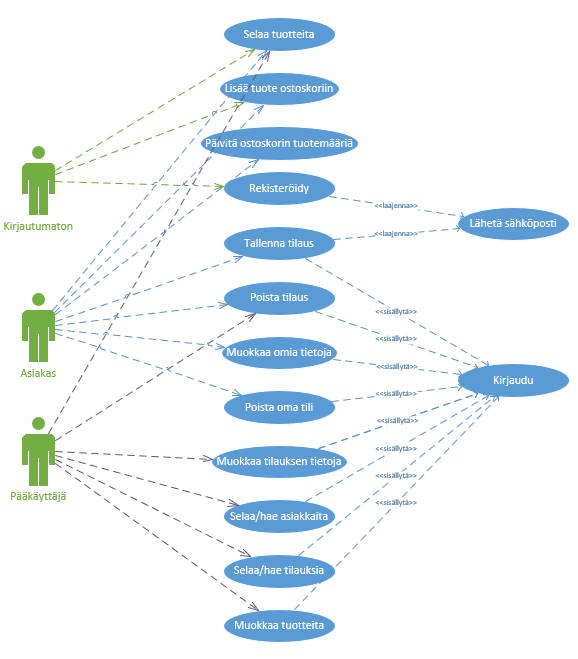 Selaa tuotteita
Lisää tuote ostoskoriin
Päivitä ostoskorin tuotemääriä
Kirjautumaton
Rekisteröidy
<<laajenna>>
Lähetä sähköposti
Tallenna tilaus
<<laajenna>>
Poista tilaus
<<sisällytä>>
Asiakas
Muokkaa omia tietoja
<<sisällytä>>
<<sisällytä>>
Kirjaudu
Poista oma tili
<<sisällytä>>
<<sisällytä>>
Pääkäyttäjä
Muokkaa tilauksen tietoja
<<sisällytä>>
<<sisällytä>>
Selaa/hae asiakkaita
<<sisällytä>>
Selaa/hae tilauksia
Muokkaa tuotteita